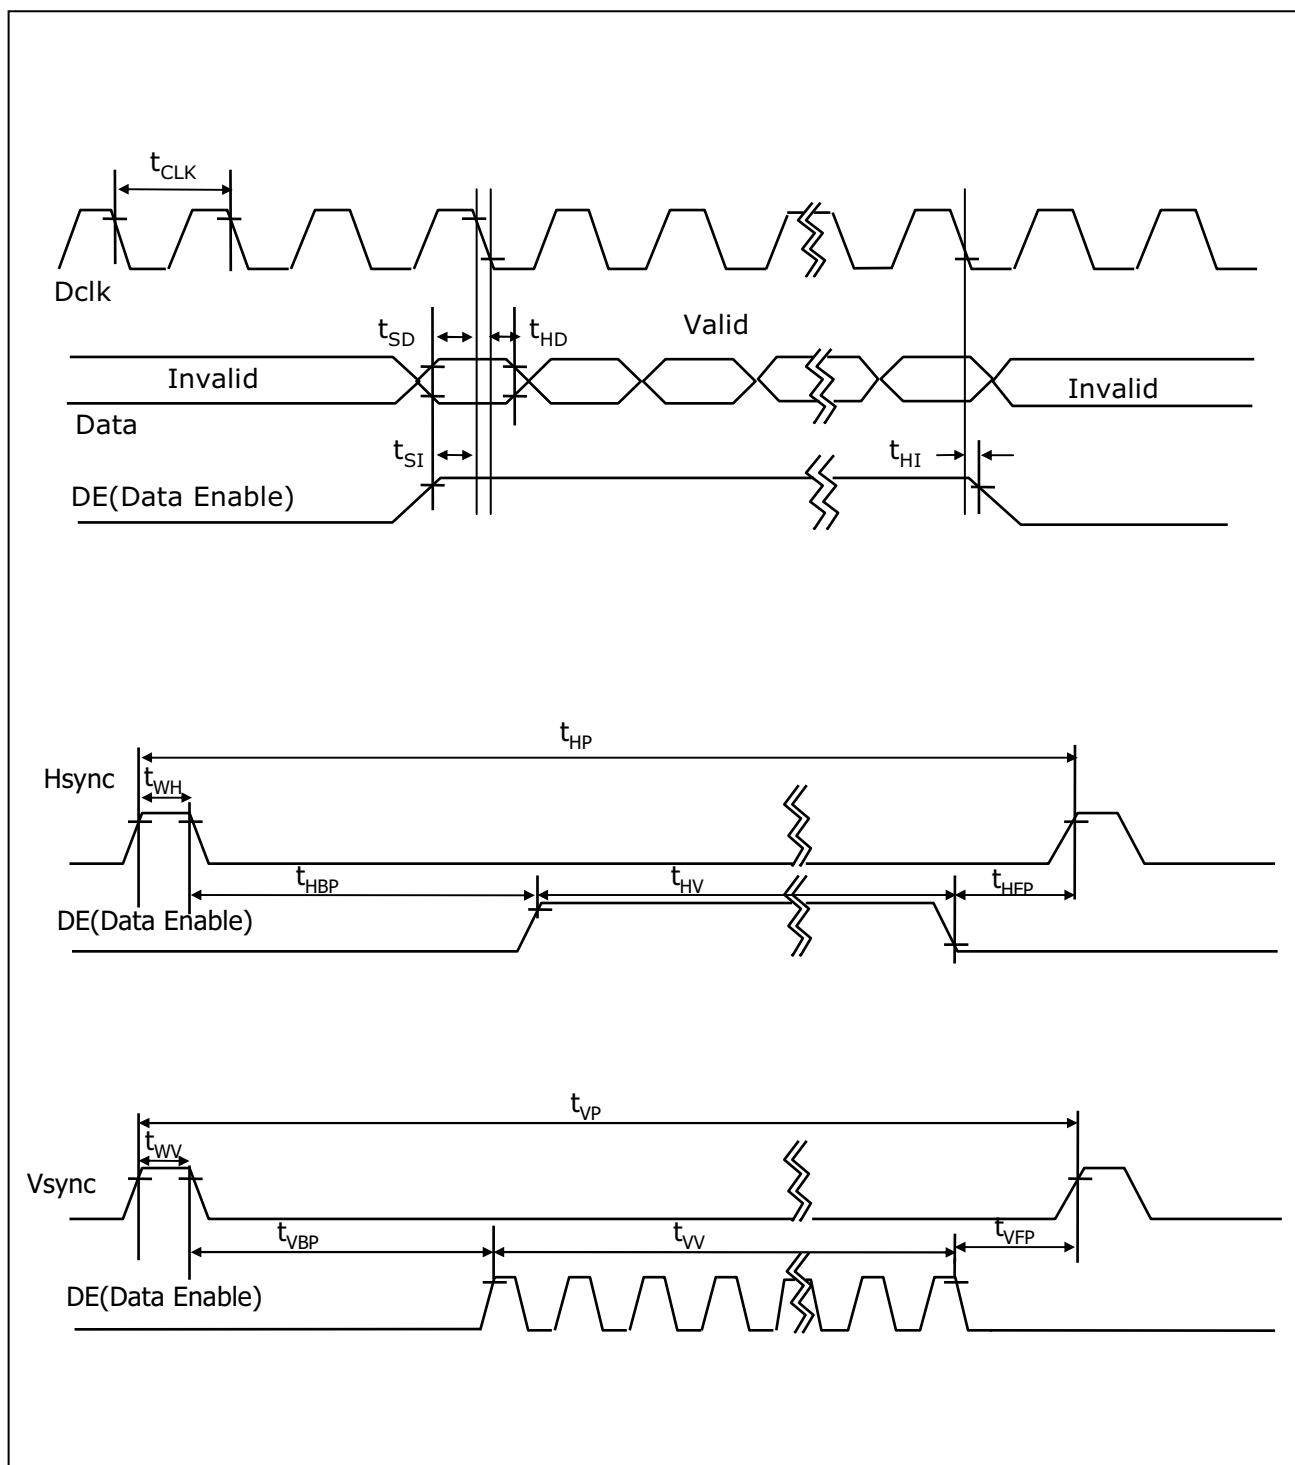 tCLK
Dclk
tSD
tHD
Valid
Invalid
Invalid
Data
tSI
tHI
DE(Data Enable)
tHP
Hsync
tWH
tHBP
tHV
tHFP
DE(Data Enable)
tVP
tWV
Vsync
tVBP
tVV
tVFP
DE(Data Enable)